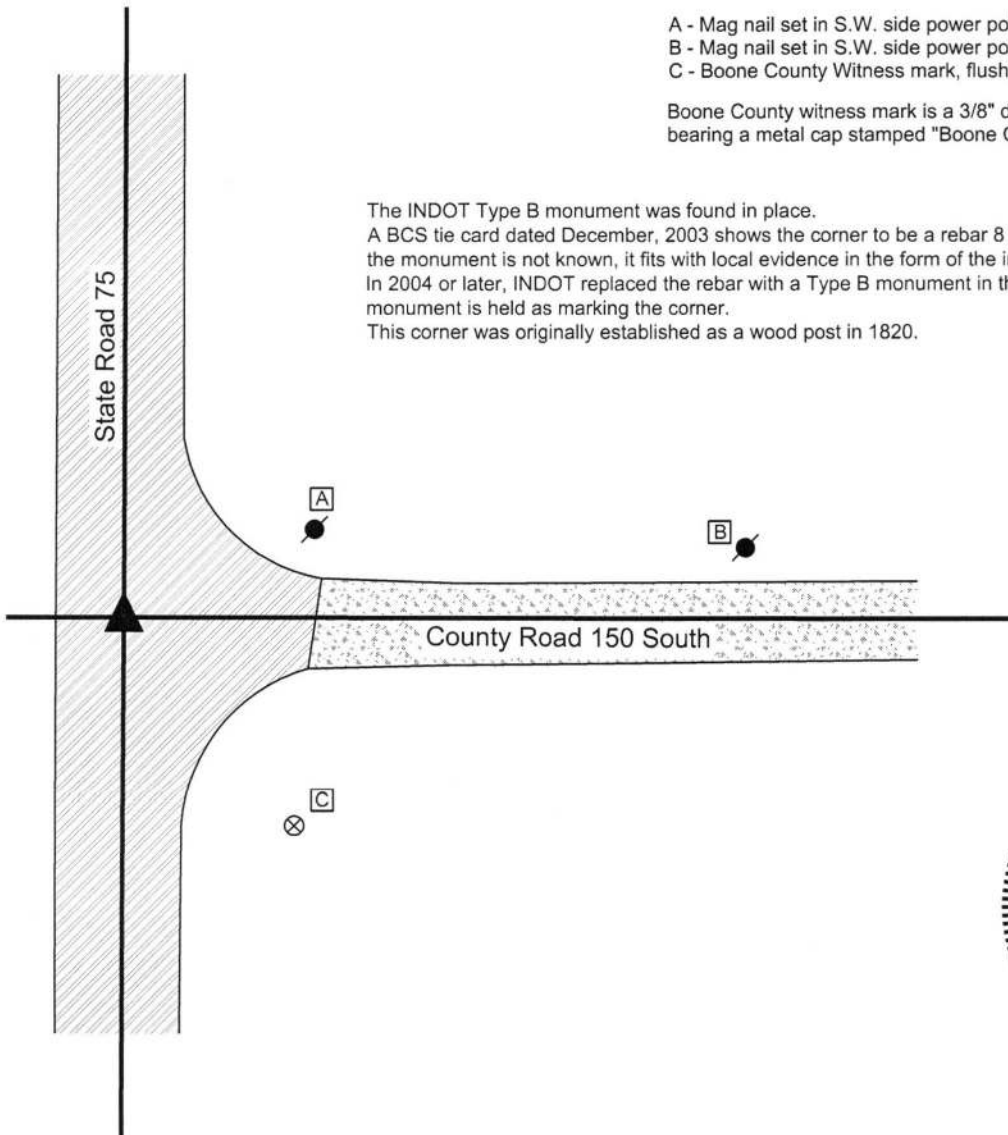 A - Mag nail set in S.W. side power
B - Mag nail set in S.W. side power
C - Boone County Witness mark, flush
Boone County witness mark is a 3/8"
bearing a metal cap stamped "Boone
The INDOT Type B monument was found in place.
A BCS tie card dated December, 2003 shows the corner to be a rebar 8
the monument is not known, it fits with local evidence in the form of the
In 2004 or later, INDOT replaced the rebar with a Type B monument in
monument is held as marking the corner.
This corner was originally established as a wood post in 1820.
State Road 75
A
B
County Road 150 South
C